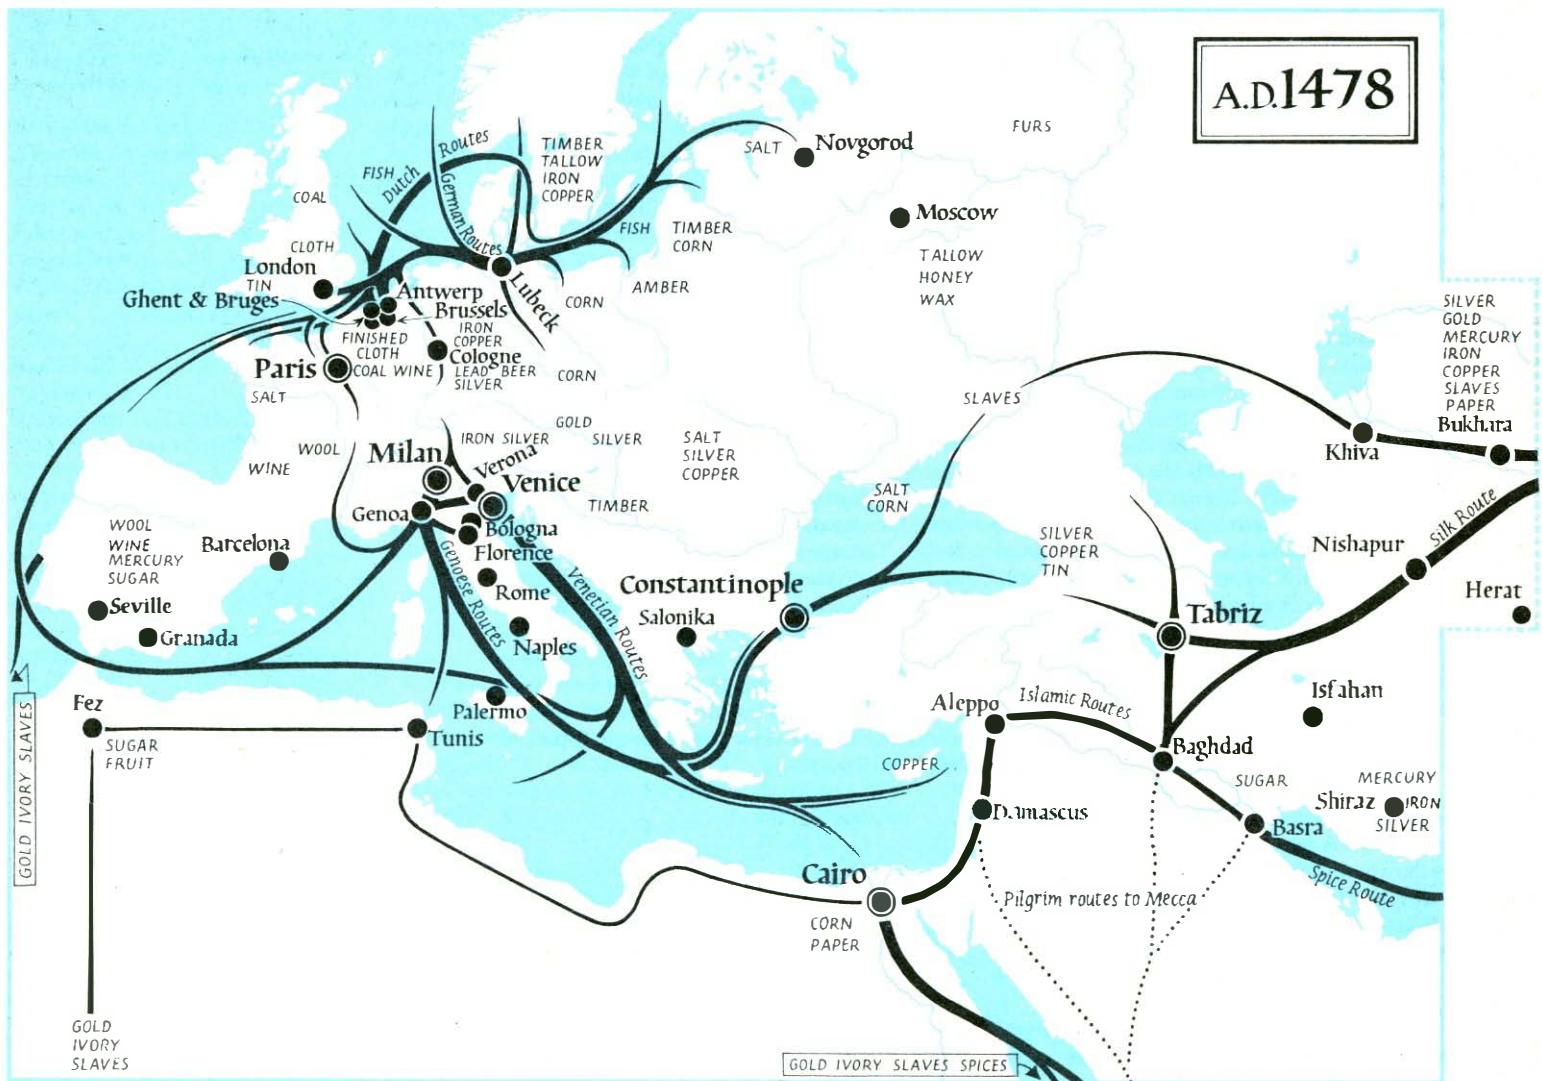 A.D.1478
FURS
Novgorod
SALT
Dutch Routes
FISH
TIMBER
TALLOW
IRON
COPPER
German Routes
COAL
Moscow
TALLOW
HONEY
WAX
FISH
TIMBER
CORN
CLOTH
London
TIN
Ghent & Bruges
Antwerp
Brussels
Lubeck
CORN
AMBER
IRON
COPPER
FINISHED
CLOTH
COAL WINE
Cologne
LEAD BEER
SILVER
Paris
SALT
CORN
SILVER
GOLD
MERCURY
IRON
COPPER
SLAVES
PAPER
Bukhara
Khiva
SLAVES
GOLD
IRON SILVER
SILVER
SALT
SILVER
COPPER
WOOL
WINE
Milan
Verona
Venice
TIMBER
SALT
CORN
Genoa
Bologna
Florence
WOOL
WINE
MERCURY
SUGAR
Barcelona
Silk Route
Nishapur
SILVER
COPPER
TIN
Genoese Routes
Venetian Routes
Rome
Constantinople
Salonika
Herat
Seville
Granada
Naples
Tabriz
Fez
GOLD IVORY SLAVES
Palermo
Tunis
SUGAR
FRUIT
Aleppo
Islamic Routes
Isfahan
Baghdad
COPPER
SUGAR
MERCURY
Shiraz
IRON
SILVER
Damascus
Basra
Spice Route
Cairo
Pilgrim routes to Mecca
CORN
PAPER
GOLD
IVORY
SLAVES
GOLD IVORY SLAVES SPICES